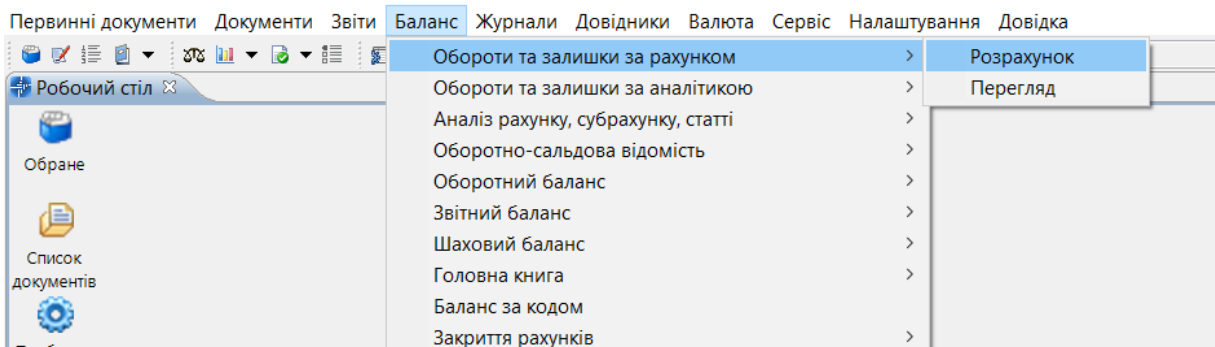 Первинні документи Документи Звіти Баланс Журнали Довідники Валюта Сервіс Налаштування Довідка
Обороти та залишки за рахунком
Розрахунок
Робочий стіл
Обороти та залишки за аналітикою
Перегляд
Аналіз рахунку, субрахунку, статті
Оборотно-сальдова відомість
Обране
Оборотний баланс
Звітний баланс
Шаховий баланс
Список
документів
Головна книга
Баланс за кодом
Закриття рахунків